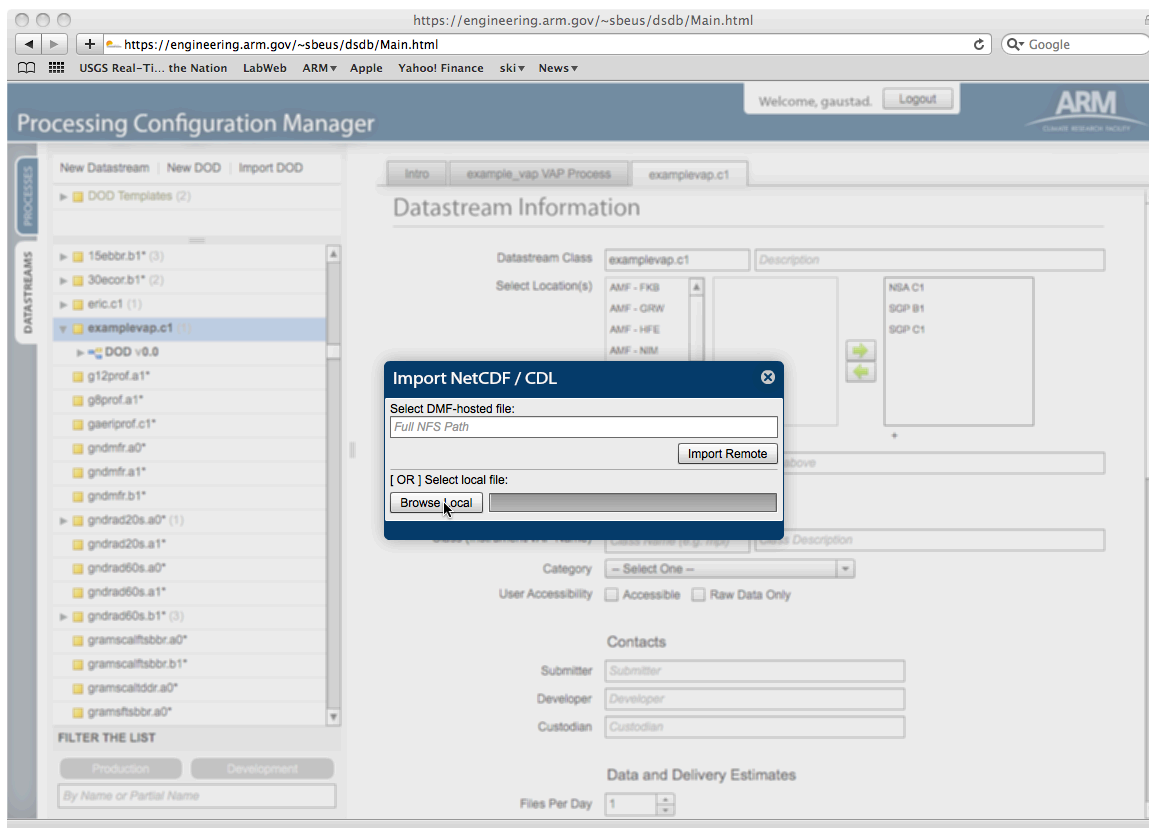 https://engineering.arm.gov/~sbeus/dsdb/Main.html
https://engineering.arm.gov/~sbeus/dsdb/Main.html
Google
USGS Real-Ti... the Nation LabWeb ARM▾ Apple Yahoo! Finance ski▾ News▾
Welcome, gaustad. Logout
ARM
CLIMATE RESEARCH FACILITY
Processing Configuration Manager
PROCESSES
DATASTREAMS
New Datastream | New DOD | Import DOD
DOD Templates (2)
15ebbr.b1* (3)
30ecor.b1* (2)
eric.c1 (1)
examplevap.c1 (1)
DOD v0.0
g12prof.a1*
g8prof.a1*
gaeriprof.c1*
gndmfr.a0*
gndmfr.a1*
gndmfr.b1*
gndrad20s.a0* (1)
gndrad20s.a1*
gndrad60s.a0*
gndrad60s.a1*
gndrad60s.b1* (3)
gramscalftsbbr.a0*
gramscalftsbbr.b1*
gramscaltddr.a0*
gramsftsbbr.a0*
FILTER THE LIST
Production Development
By Name or Partial Name
Intro example_vap VAP Process examplevap.c1
Datastream Information
Datastream Class examplevap.c1 Description
Select Location(s)
AMF - FKB
AMF - GRW
AMF - HFE
AMF - NIM
NSA C1
SGP B1
SGP C1
+
above
Import NetCDF / CDL
Select DMF-hosted file:
Full NFS Path
Import Remote
[ OR ] Select local file:
Browse Local
Class Description
Category -- Select One --
User Accessibility Accessible Raw Data Only
Contacts
Submitter Submitter
Developer Developer
Custodian Custodian
Data and Delivery Estimates
Files Per Day 1